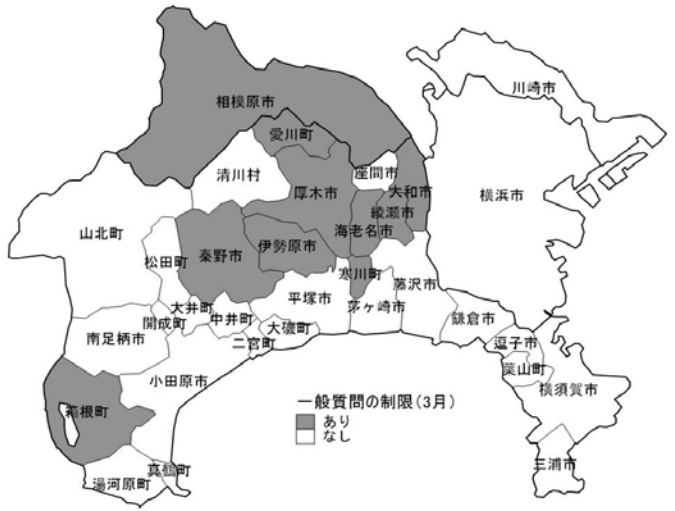 川崎市
相模原市
愛川町
清川村
座間市
厚木市
大和市
横浜市
綾瀬市
山北町
海老名市
伊勢原市
秦野市
松田町
寒川町
藤沢市
平塚市
大井町
茅ヶ崎市
中井町
鎌倉市
開成町
大磯町
南足柄市
二宮町
逗子市
葉山町
小田原市
横須賀市
一般質問の制限(3月)
箱根町
あり
なし
三浦市
真鶴町
湯河原町